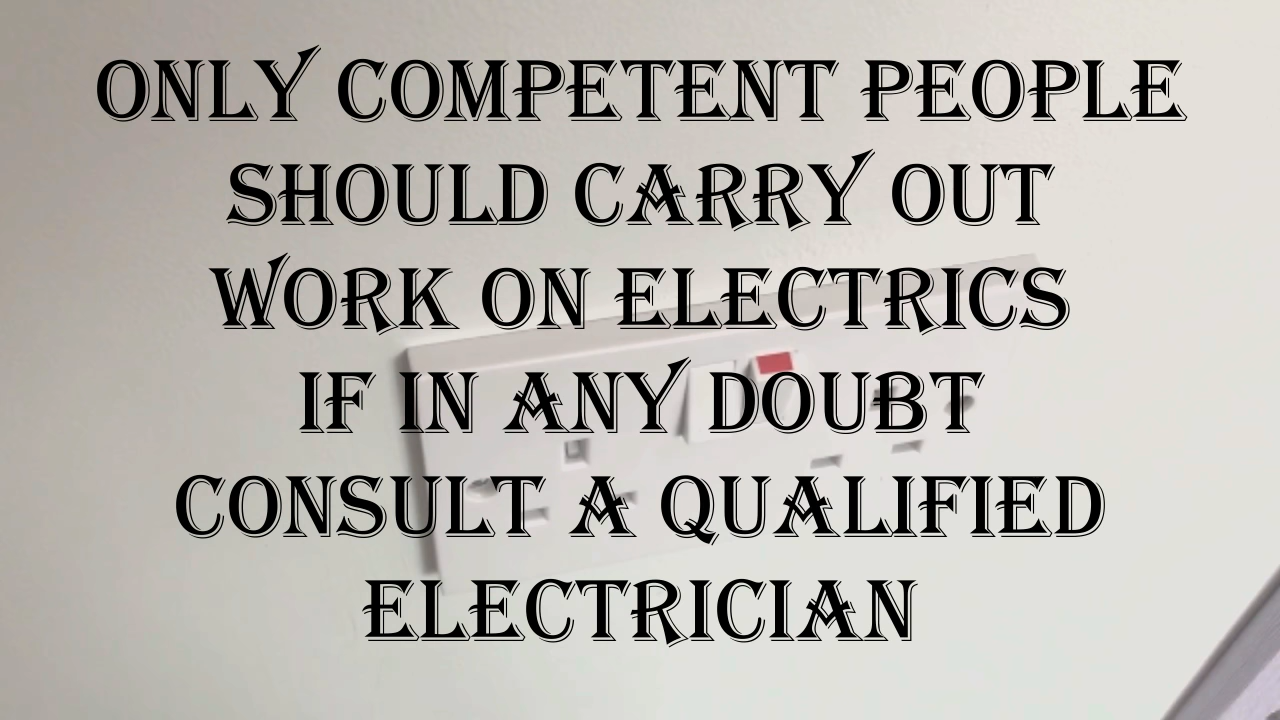 ONLY COMPETENT PEOPLE
SHOULD CARRY OUT
WORK ON ELECTRICS
IF IN ANY DOUBT
CONSULT A QUALIFIED
ELECTRICIAN